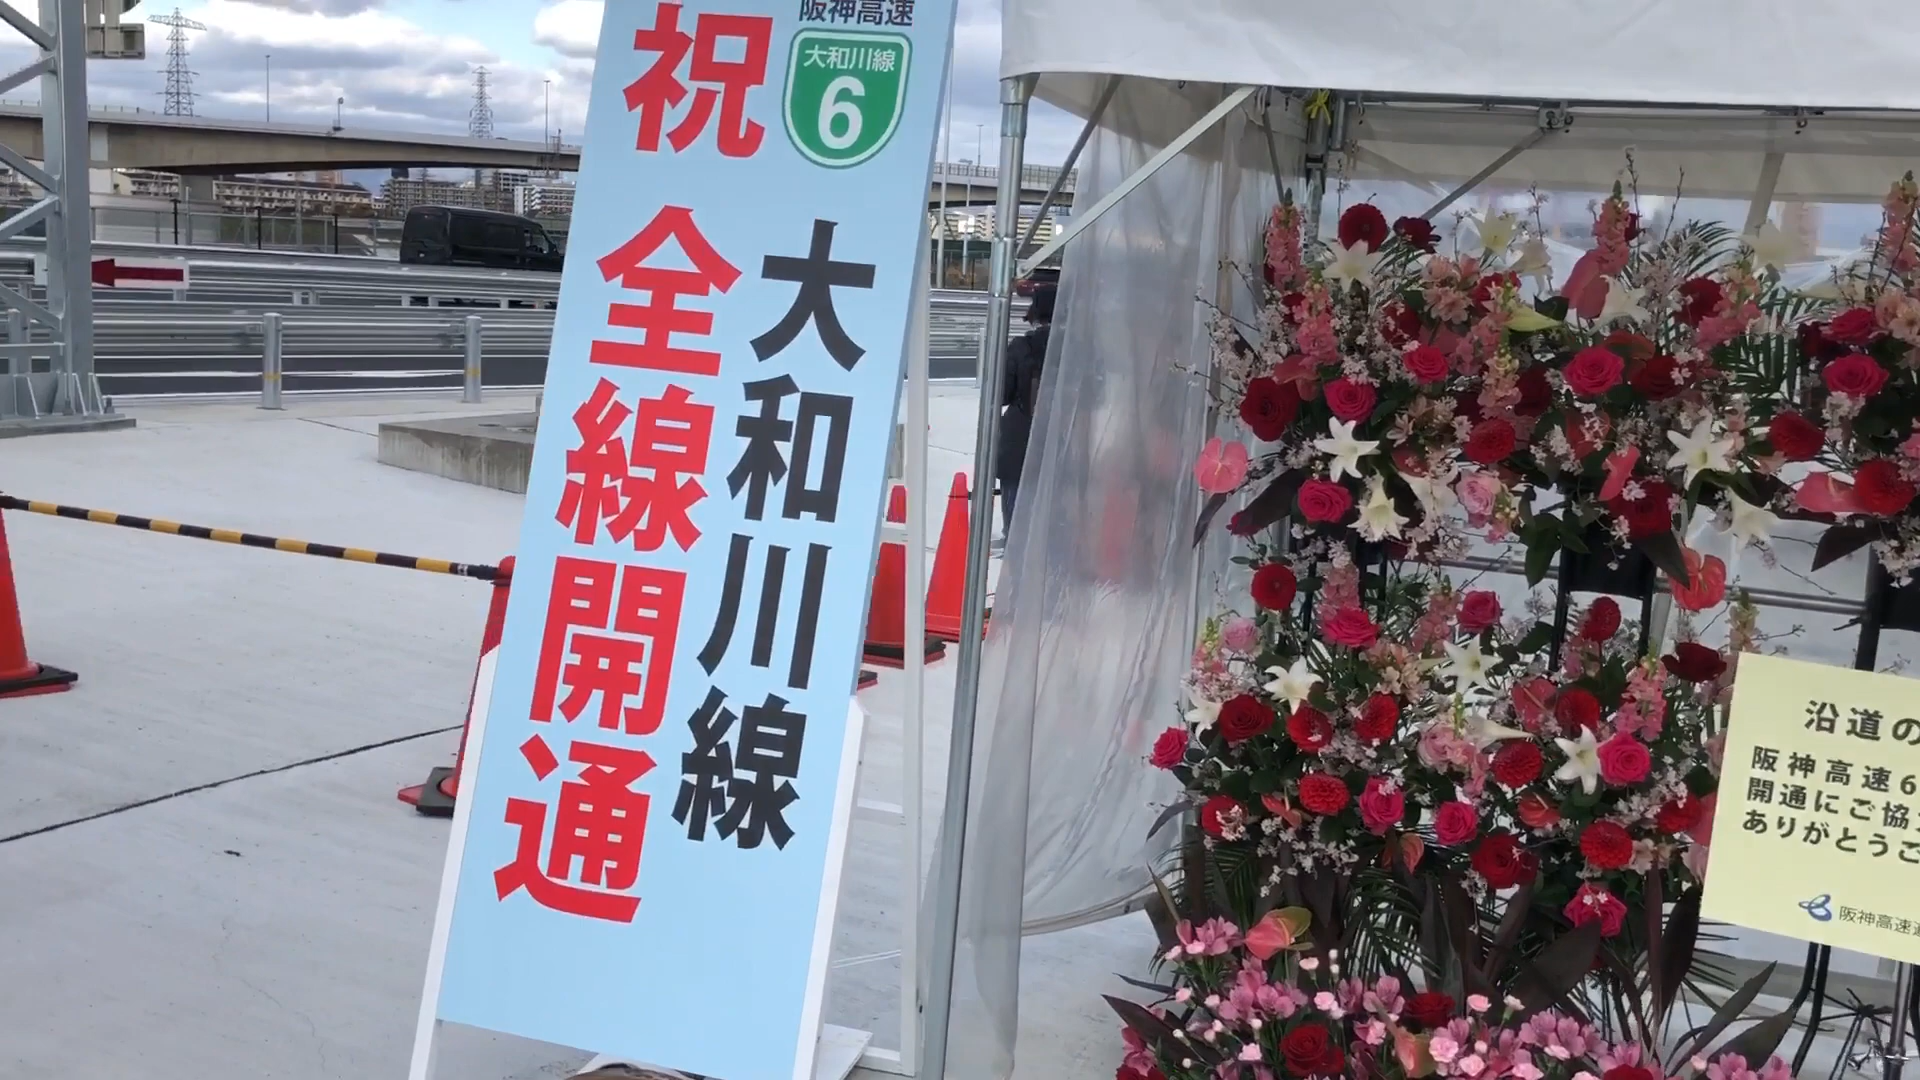 阪神高速
大和川線
6
祝
大和川線
全線開通
沿道の
阪神高速6
開通にご協
ありがとうご
阪神高速道